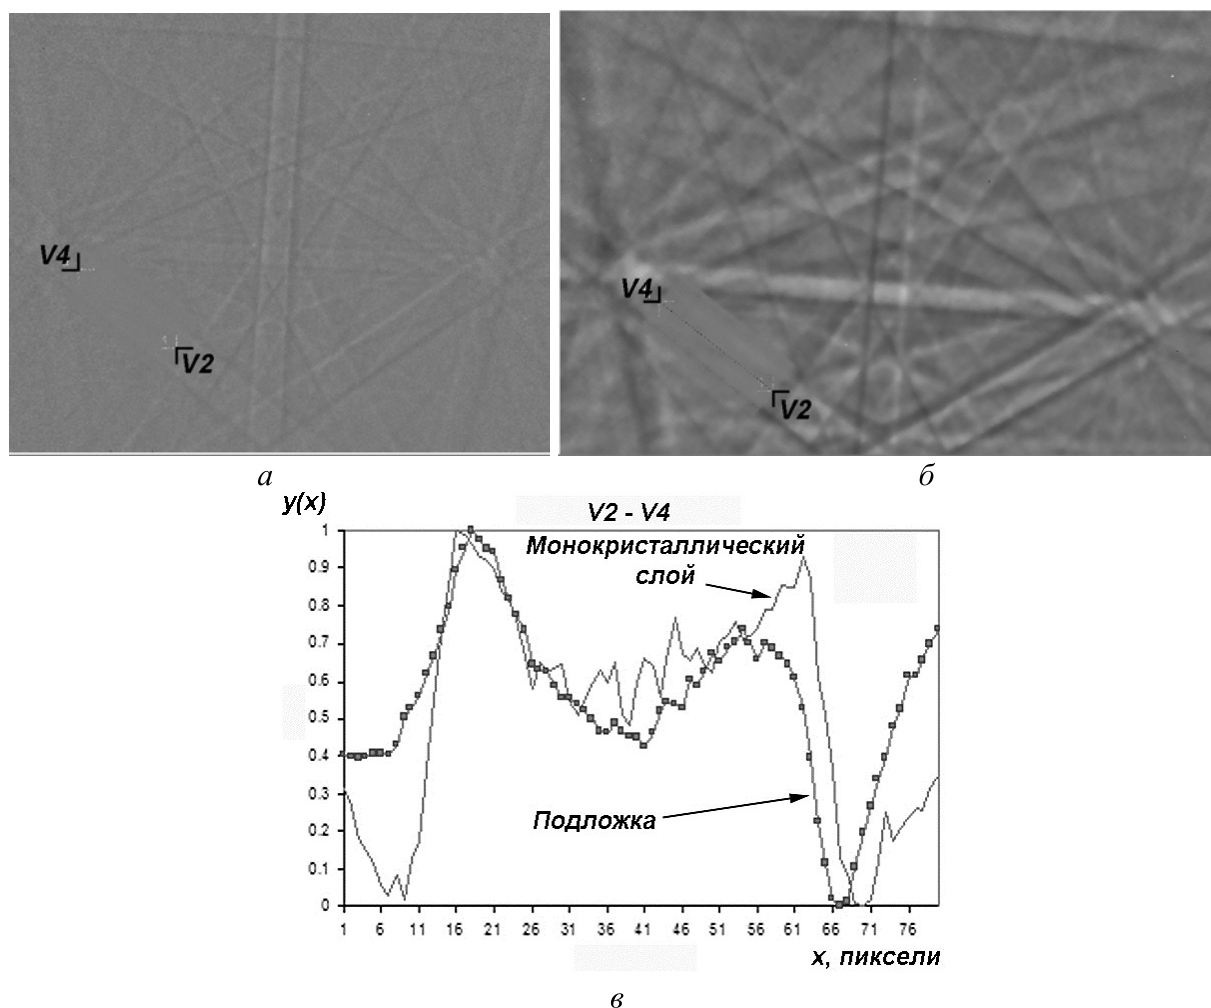 V4
V2
V4
V2
а
б
y(x)
V2 - V4
Монокристаллический
слой
Подложка
1
0.9
0.8
0.7
0.6
0.5
0.4
0.3
0.2
0.1
0
1 6 11 16 21 26 31 36 41 46 51 56 61 66 71 76
x, пиксели
в